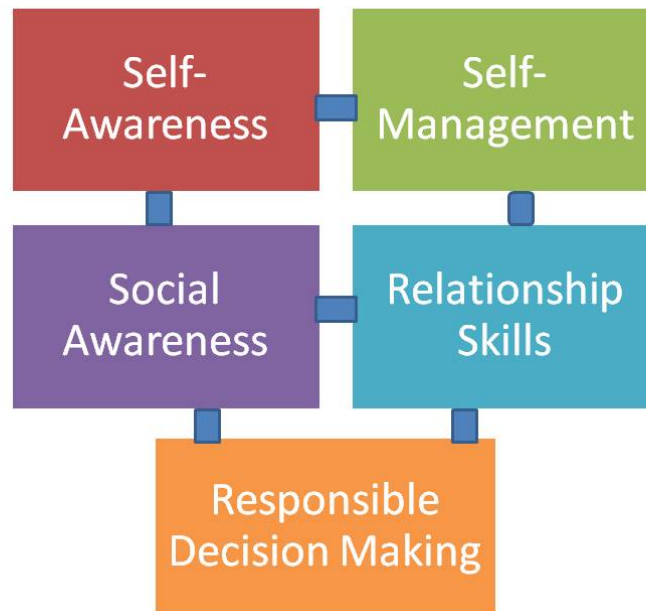 Self-
Awareness
Self-
Management
Social
Awareness
Relationship
Skills
Responsible
Decision Making